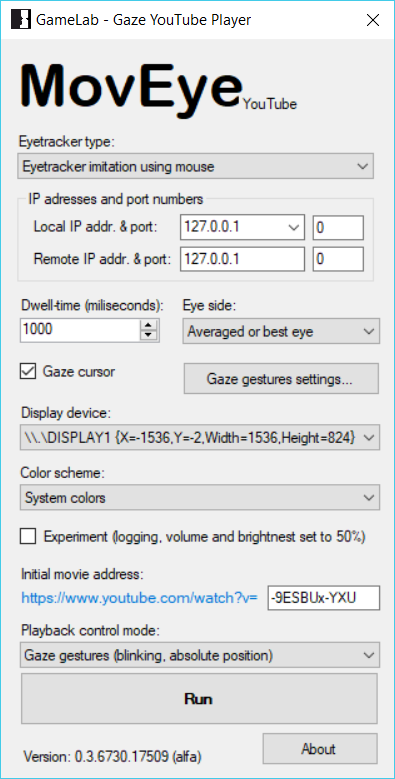 GameLab - Gaze YouTube Player
MovEye YouTube
Eyetracker type:
Eyetracker imitation using mouse
IP adresses and port numbers
Local IP addr. & port: 127.0.0.1 0
Remote IP addr. & port: 127.0.0.1 0
Dwell-time (miliseconds): Eye side:
1000 Averaged or best eye
Gaze cursor Gaze gestures settings...
Display device:
\\.\DISPLAY1 {X=-1536,Y=-2,Width=1536,Height=824}
Color scheme:
System colors
Experiment (logging, volume and brightnest set to 50%)
Initial movie address:
https://www.youtube.com/watch?v= -9ESBUx-YXU
Playback control mode:
Gaze gestures (blinking, absolute position)
Run
Version: 0.3.6730.17509 (alfa) About